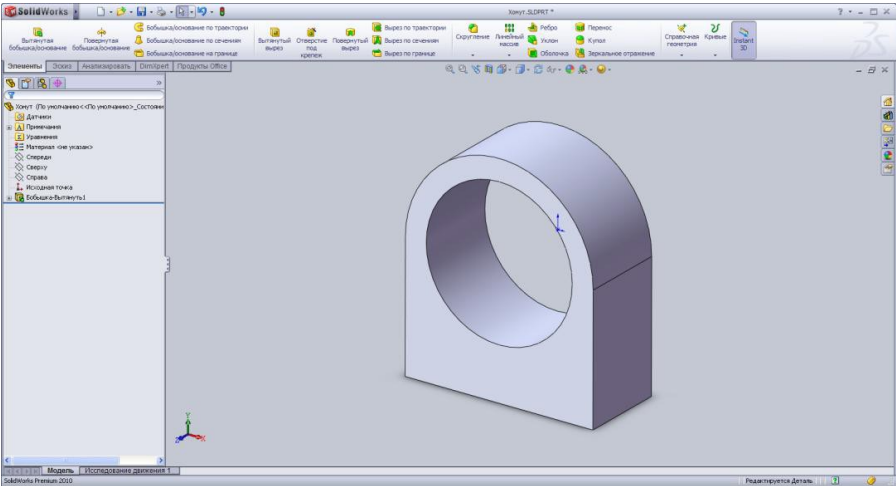 SolidWorks
Хомут.SLDPRT *
Вытянутая бобышка/основание
Повернутая бобышка/основание
Бобышка/основание по траектории
Бобышка/основание по сечениям
Бобышка/основание на границе
Вытянутый вырез
Отверстие под крепеж
Повернутый вырез
Вырез по траектории
Вырез по сечениям
Вырез по границе
Скругление
Линейный массив
Ребро
Уклон
Оболочка
Перенос
Купол
Зеркальное отражение
Справочная геометрия
Кривые
Instant 3D
Элементы Эскиз Анализировать DimXpert Продукты Office
Хомут (По умолчанию<<По умолчанию>_Состояни
Датчики
Примечания
Уравнения
Материал <не указан>
Спереди
Сверху
Справа
Исходная точка
Бобышка-Вытянуть1
Y
X
Z
Модель Исследование движения 1
SolidWorks Premium 2010
Редактируется Деталь